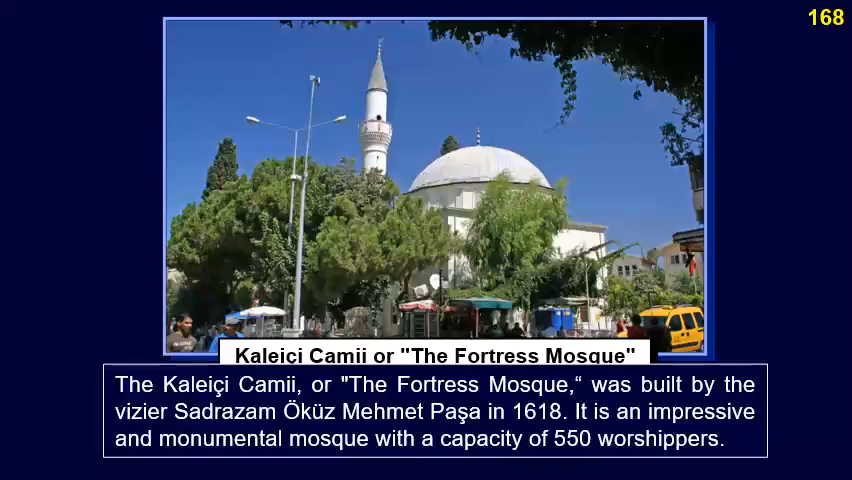 168
Kaleiçi Camii or "The Fortress Mosque"
The Kaleiçi Camii, or "The Fortress Mosque,“ was built by the
vizier Sadrazam Öküz Mehmet Paşa in 1618. It is an impressive
and monumental mosque with a capacity of 550 worshippers.